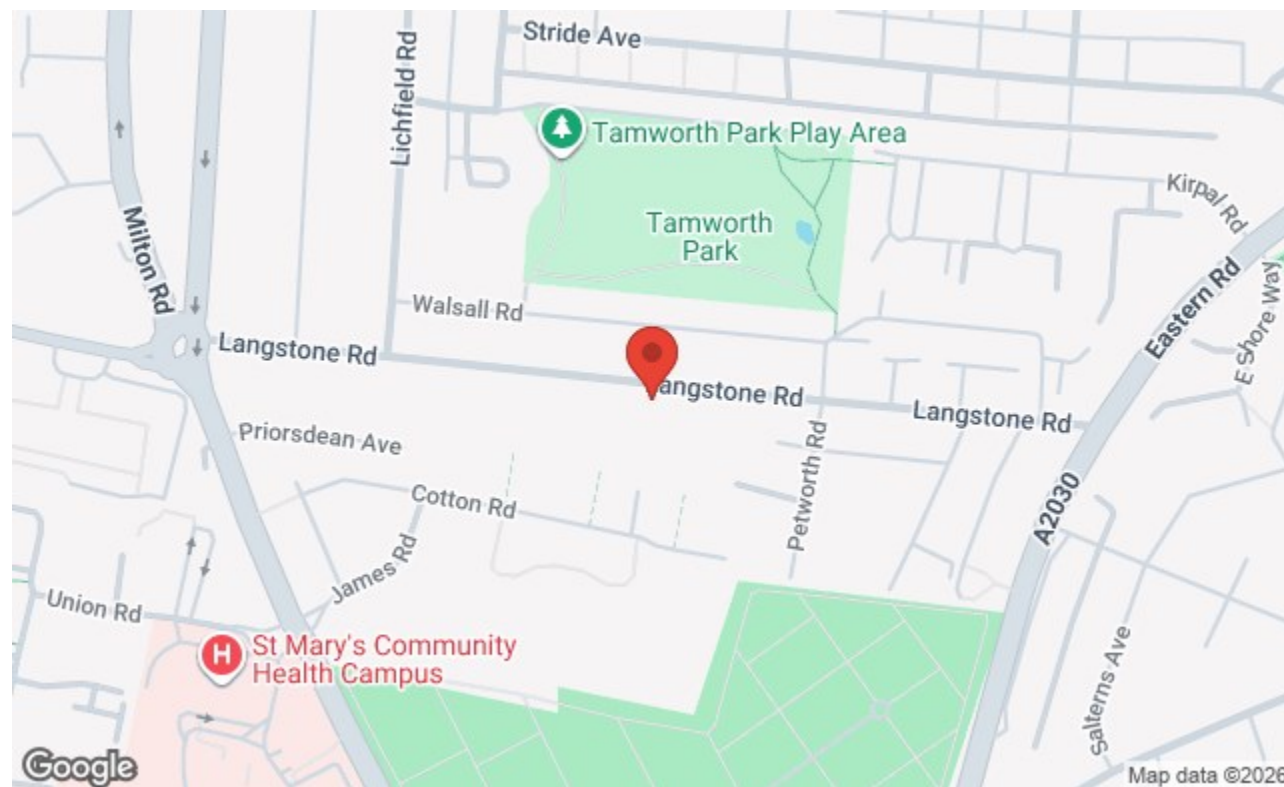 Stride Ave
Lichfield Rd
Tamworth Park Play Area
Kirpal Rd
Tamworth
Park
Milton Rd
Walsall Rd
Eastern Rd
E Shore Way
Langstone Rd
angstone Rd
Langstone Rd
Priorsdean Ave
Petworth Rd
A2030
Cotton Rd
James Rd
Union Rd
H
St Mary's Community
Health Campus
Salterns Ave
Google
Map data ©2026